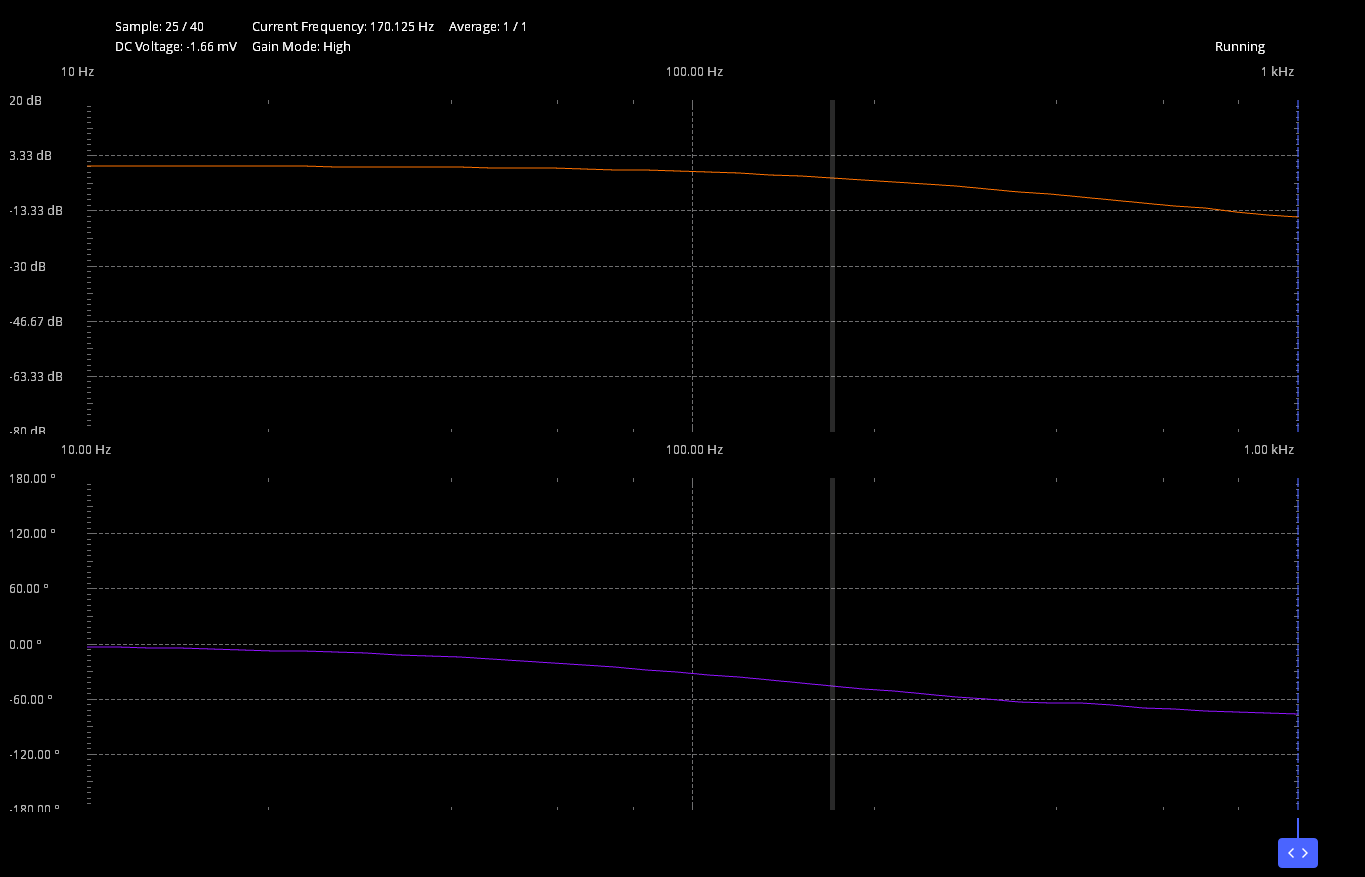 Sample: 25 / 40 Current Frequency: 170.125 Hz Average: 1 / 1
DC Voltage: -1.66 mV Gain Mode: High Running
10 Hz 100.00 Hz 1 kHz
20 dB
3.33 dB
-13.33 dB
-30 dB
-46.67 dB
-63.33 dB
-80 dB
10.00 Hz 100.00 Hz 1.00 kHz
180.00 °
120.00 °
60.00 °
0.00 °
-60.00 °
-120.00 °
-180.00 °